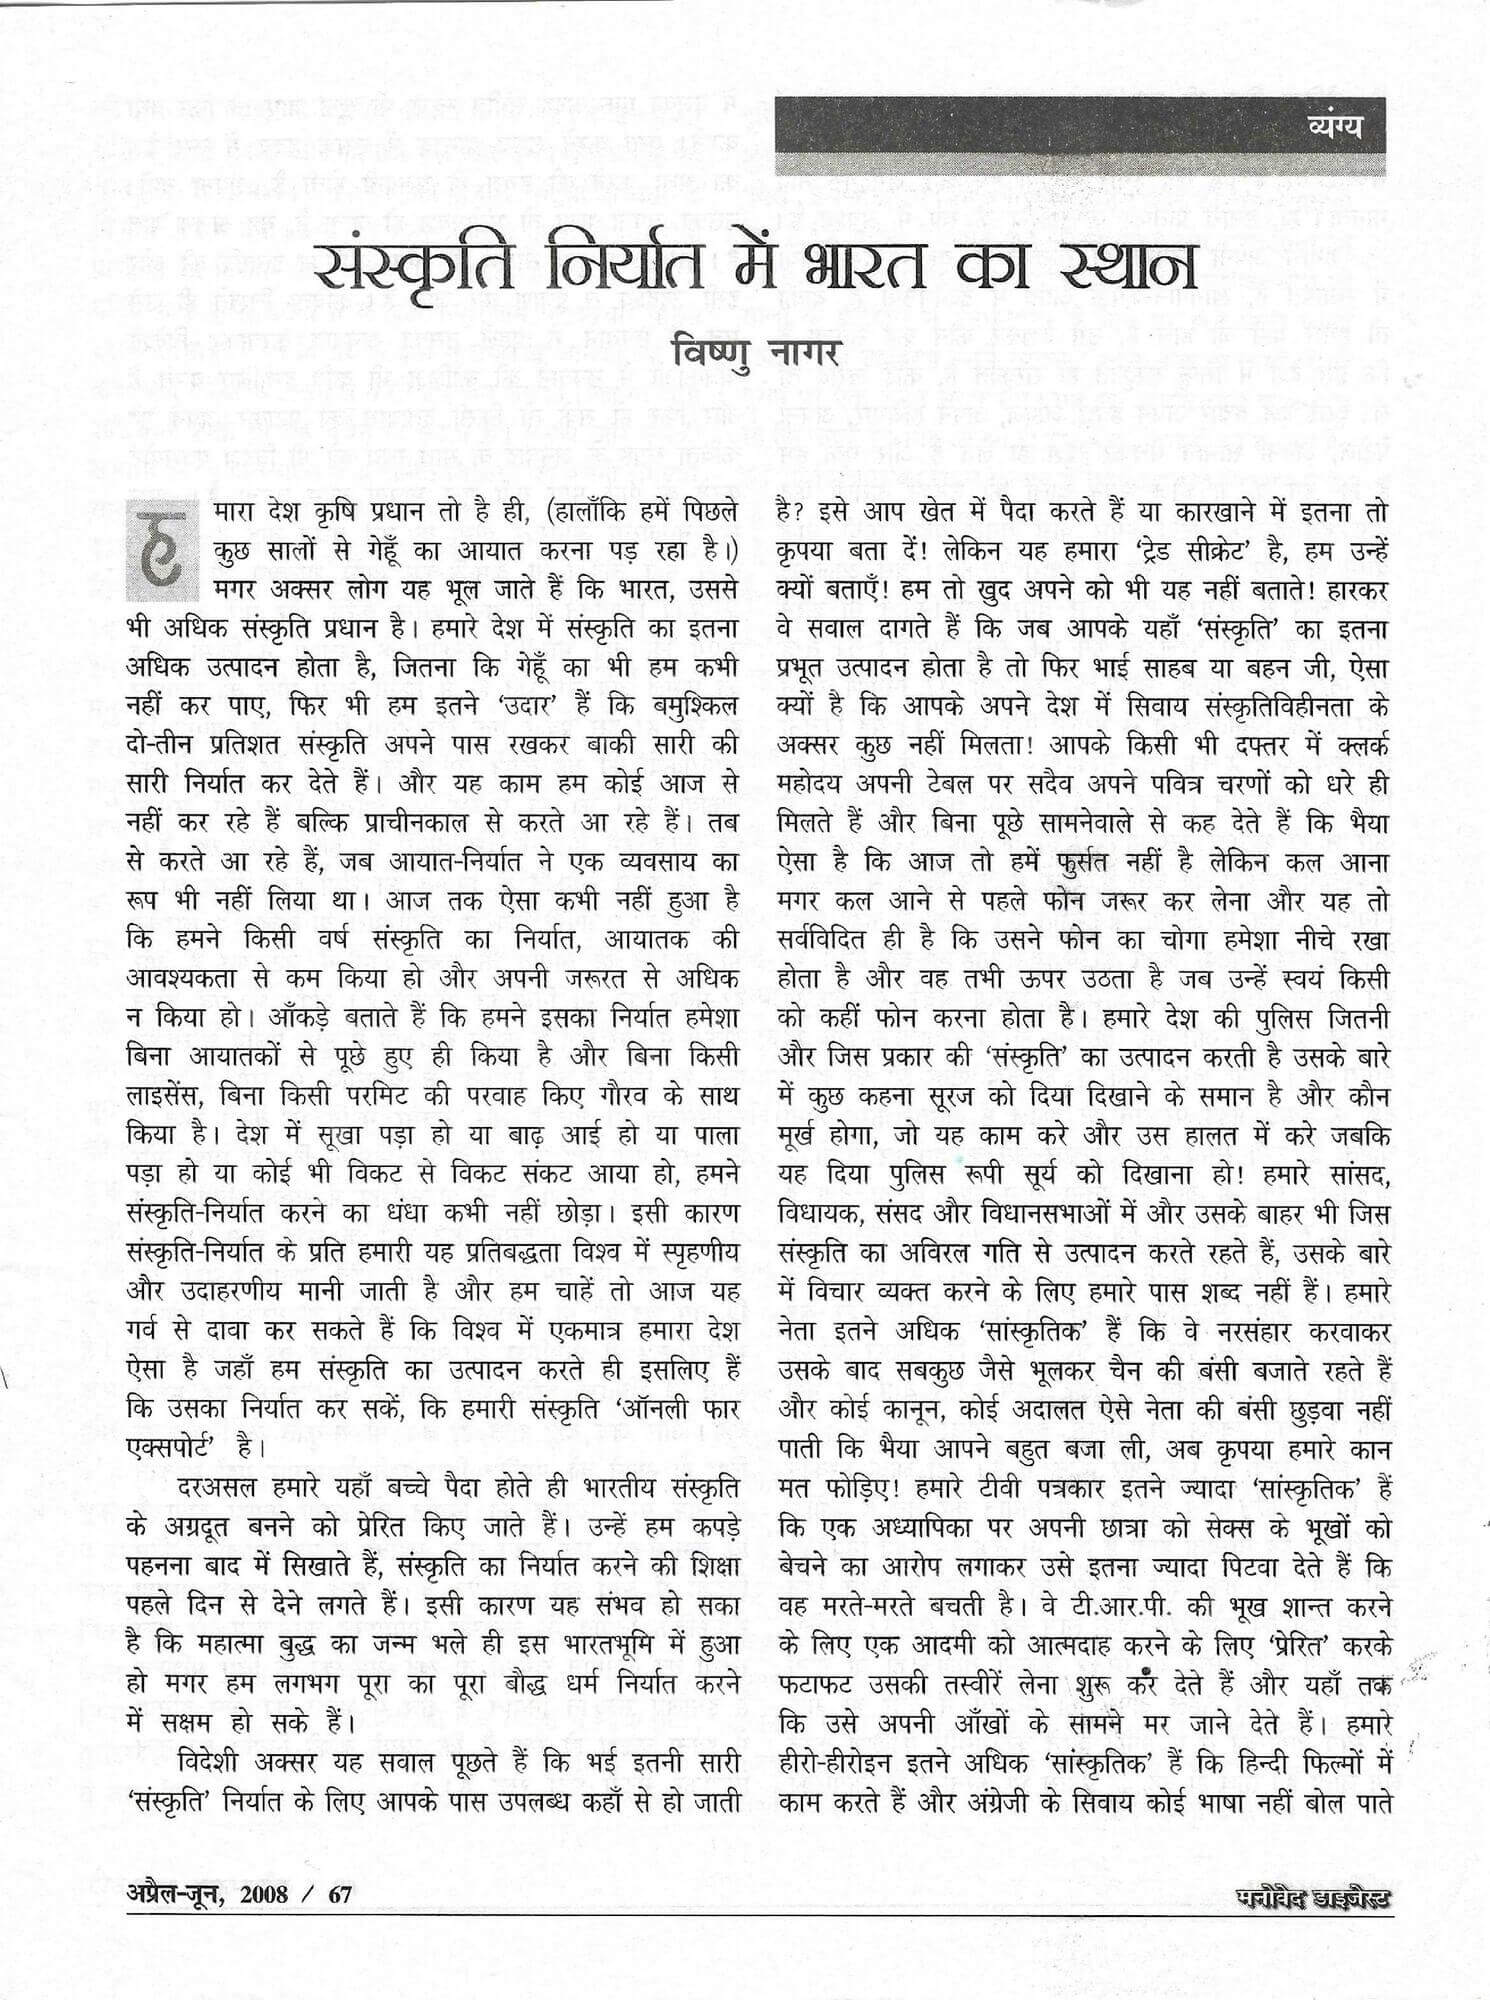 व्यंग्य
संस्कृति निर्यात में भारत का स्थान
विष्णु नागर
हमारा देश कृषि प्रधान तो है ही, (हालाँकि हमें पिछले
कुछ सालों से गेहूँ का आयात करना पड़ रहा है।)
मगर अक्सर लोग यह भूल जाते हैं कि भारत, उससे
भी अधिक संस्कृति प्रधान है। हमारे देश में संस्कृति का इतना
अधिक उत्पादन होता है, जितना कि गेहूँ का भी हम कभी
नहीं कर पाए, फिर भी हम इतने ‘उदार’ हैं कि बमुश्किल
दो-तीन प्रतिशत संस्कृति अपने पास रखकर बाकी सारी की
सारी निर्यात कर देते हैं। और यह काम हम कोई आज से
नहीं कर रहे हैं बल्कि प्राचीनकाल से करते आ रहे हैं। तब
से करते आ रहे हैं, जब आयात-निर्यात ने एक व्यवसाय का
रूप भी नहीं लिया था। आज तक ऐसा कभी नहीं हुआ है
कि हमने किसी वर्ष संस्कृति का निर्यात, आयातक की
आवश्यकता से कम किया हो और अपनी जरूरत से अधिक
न किया हो। आँकड़े बताते हैं कि हमने इसका निर्यात हमेशा
बिना आयातकों से पूछे हुए ही किया है और बिना किसी
लाइसेंस, बिना किसी परमिट की परवाह किए गौरव के साथ
किया है। देश में सूखा पड़ा हो या बाढ़ आई हो या पाला
पड़ा हो या कोई भी विकट से विकट संकट आया हो, हमने
संस्कृति-निर्यात करने का धंधा कभी नहीं छोड़ा। इसी कारण
संस्कृति-निर्यात के प्रति हमारी यह प्रतिबद्धता विश्व में स्पृहणीय
और उदाहरणीय मानी जाती है और हम चाहें तो आज यह
गर्व से दावा कर सकते हैं कि विश्व में एकमात्र हमारा देश
ऐसा है जहाँ हम संस्कृति का उत्पादन करते ही इसलिए हैं
कि उसका निर्यात कर सकें, कि हमारी संस्कृति ‘ऑनली फार
एक्सपोर्ट’ है।
दरअसल हमारे यहाँ बच्चे पैदा होते ही भारतीय संस्कृति
के अग्रदूत बनने को प्रेरित किए जाते हैं। उन्हें हम कपड़े
पहनना बाद में सिखाते हैं, संस्कृति का निर्यात करने की शिक्षा
पहले दिन से देने लगते हैं। इसी कारण यह संभव हो सका
है कि महात्मा बुद्ध का जन्म भले ही इस भारतभूमि में हुआ
हो मगर हम लगभग पूरा का पूरा बौद्ध धर्म निर्यात करने
में सक्षम हो सके हैं।
विदेशी अक्सर यह सवाल पूछते हैं कि भई इतनी सारी
‘संस्कृति’ निर्यात के लिए आपके पास उपलब्ध कहाँ से हो जाती
है? इसे आप खेत में पैदा करते हैं या कारखाने में इतना तो
कृपया बता दें! लेकिन यह हमारा ‘ट्रेड सीक्रेट’ है, हम उन्हें
क्यों बताएँ! हम तो खुद अपने को भी यह नहीं बताते! हारकर
वे सवाल दागते हैं कि जब आपके यहाँ ‘संस्कृति’ का इतना
प्रभूत उत्पादन होता है तो फिर भाई साहब या बहन जी, ऐसा
क्यों है कि आपके अपने देश में सिवाय संस्कृतिविहीनता के
अक्सर कुछ नहीं मिलता! आपके किसी भी दफ्तर में क्लर्क
महोदय अपनी टेबल पर सदैव अपने पवित्र चरणों को धरे ही
मिलते हैं और बिना पूछे सामनेवाले से कह देते हैं कि भैया
ऐसा है कि आज तो हमें फुर्सत नहीं है लेकिन कल आना
मगर कल आने से पहले फोन जरूर कर लेना और यह तो
सर्वविदित ही है कि उसने फोन का चोगा हमेशा नीचे रखा
होता है और वह तभी ऊपर उठता है जब उन्हें स्वयं किसी
को कहीं फोन करना होता है। हमारे देश की पुलिस जितनी
और जिस प्रकार की ‘संस्कृति’ का उत्पादन करती है उसके बारे
में कुछ कहना सूरज को दिया दिखाने के समान है और कौन
मूर्ख होगा, जो यह काम करे और उस हालत में करे जबकि
यह दिया पुलिस रूपी सूर्य को दिखाना हो! हमारे सांसद,
विधायक, संसद और विधानसभाओं में और उसके बाहर भी जिस
संस्कृति का अविरल गति से उत्पादन करते रहते हैं, उसके बारे
में विचार व्यक्त करने के लिए हमारे पास शब्द नहीं हैं। हमारे
नेता इतने अधिक ‘सांस्कृतिक’ हैं कि वे नरसंहार करवाकर
उसके बाद सबकुछ जैसे भूलकर चैन की बंसी बजाते रहते हैं
और कोई कानून, कोई अदालत ऐसे नेता की बंसी छुड़वा नहीं
पाती कि भैया आपने बहुत बजा ली, अब कृपया हमारे कान
मत फोड़िए! हमारे टीवी पत्रकार इतने ज्यादा ‘सांस्कृतिक’ हैं
कि एक अध्यापिका पर अपनी छात्रा को सेक्स के भूखों को
बेचने का आरोप लगाकर उसे इतना ज्यादा पिटवा देते हैं कि
वह मरते-मरते बचती है। वे टी.आर.पी. की भूख शान्त करने
के लिए एक आदमी को आत्मदाह करने के लिए ‘प्रेरित’ करके
फटाफट उसकी तस्वीरें लेना शुरू कर देते हैं और यहाँ तक
कि उसे अपनी आँखों के सामने मर जाने देते हैं। हमारे
हीरो-हीरोइन इतने अधिक ‘सांस्कृतिक’ हैं कि हिन्दी फिल्मों में
काम करते हैं और अंग्रेजी के सिवाय कोई भाषा नहीं बोल पाते
अप्रैल-जून, 2008 / 67
मनोवेद डाइजेस्ट